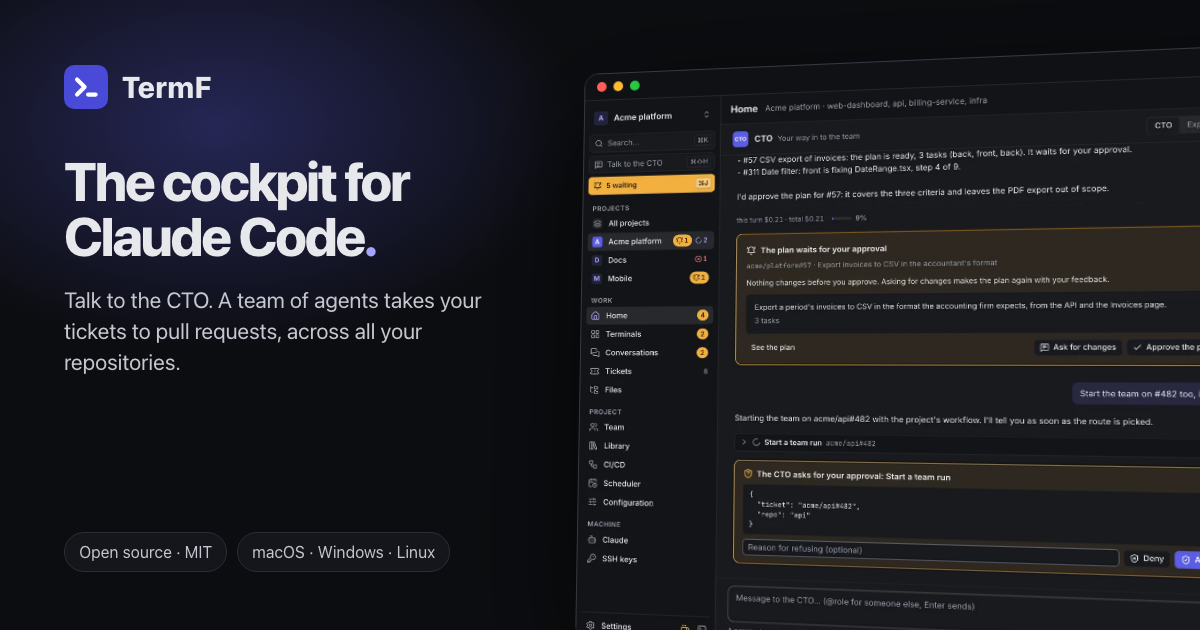 TermF
The cockpit for
Claude Code.
Talk to the CTO. A team of agents takes your
tickets to pull requests, across all your
repositories.
Open source · MIT
macOS · Windows · Linux
A Acme platform
Search... ⌘K
Talk to the CTO
5 waiting ⌘J
PROJECTS
All projects
A Acme platform 1 2
D Docs 1
M Mobile 1
WORK
Home 4
Terminals 2
Conversations 2
Tickets 6
Files
PROJECT
Team
Library
CI/CD
Scheduler
Configuration
MACHINE
Claude
SSH keys
Settings
Home Acme platform · web-dashboard, api, billing-service, infra
CTO CTO Your way in to the team
CTO Exp
- #57 CSV export of invoices: the plan is ready, 3 tasks (back, front, back). It waits for your approval.
- #311 Date filter: front is fixing DateRange.tsx, step 4 of 9.
I'd approve the plan for #57: it covers the three criteria and leaves the PDF export out of scope.
this turn $0.21 · total $0.21 9%
The plan waits for your approval
acme/platform#57 · Export invoices to CSV in the accountant's format
Nothing changes before you approve. Asking for changes makes the plan again with your feedback.
Export a period's invoices to CSV in the format the accounting firm expects, from the API and the Invoices page.
3 tasks
See the plan
Ask for changes
Approve the p
Start the team on #482 too,
Starting the team on acme/api#482 with the project's workflow. I'll tell you as soon as the route is picked.
Start a team run acme/api#482
The CTO asks for your approval: Start a team run
{
"ticket": "acme/api#482",
"repo": "api"
}
Reason for refusing (optional)
Deny
A
Message to the CTO... (@role for someone else, Enter sends)